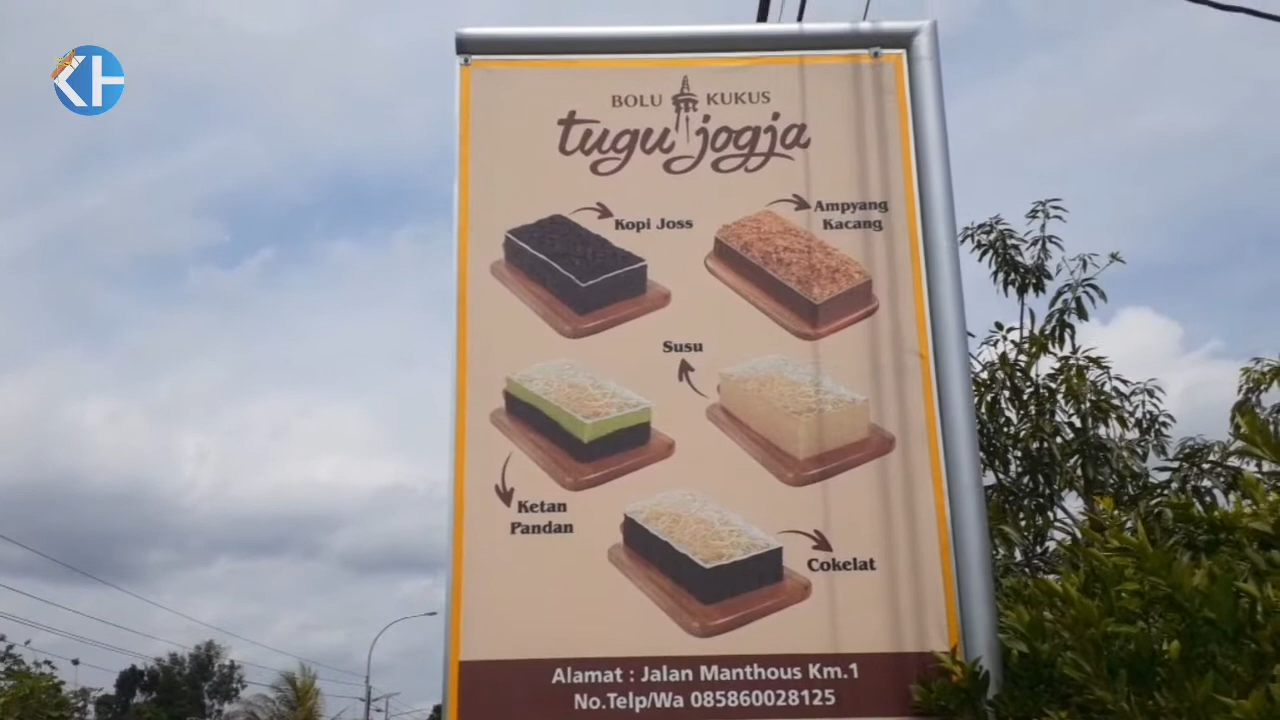 KH
BOLU KUKUS
tugu jogja
Kopi Joss
Ampyang
Kacang
Susu
Ketan
Pandan
Cokelat
Alamat : Jalan Manthous Km.1
No.Telp/Wa 085860028125